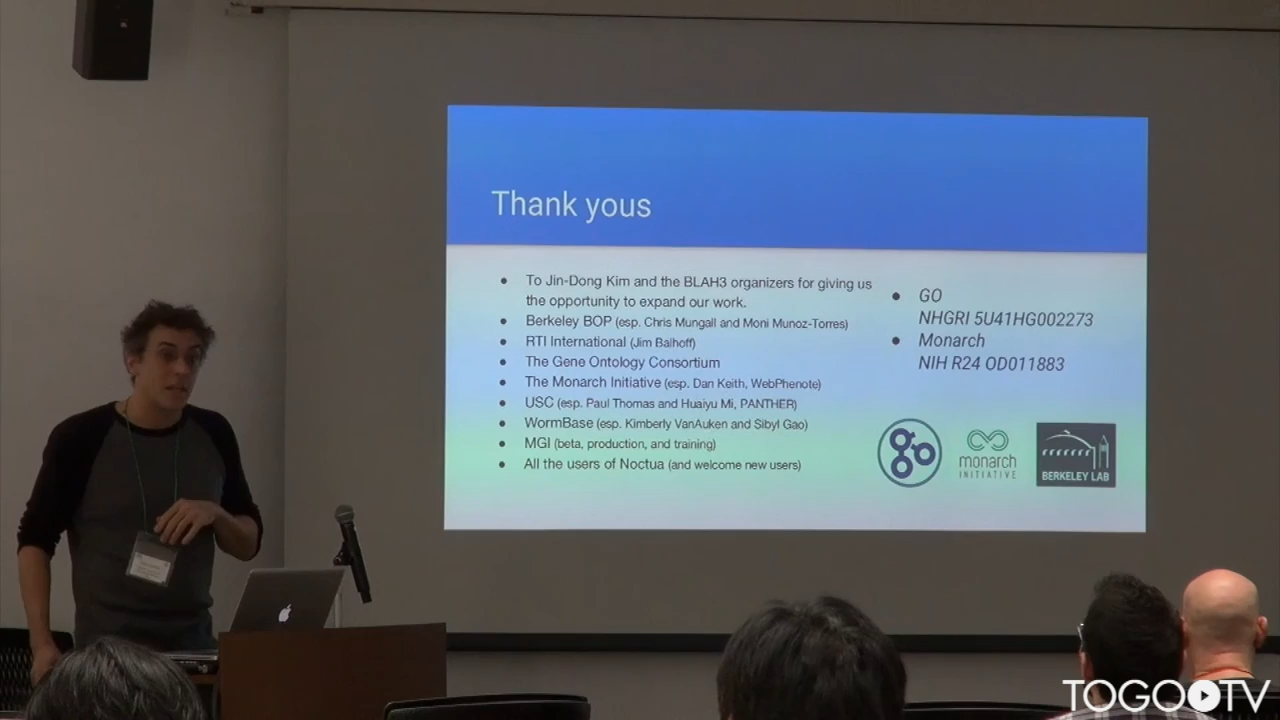 Thank yous
• To Jin-Dong Kim and the BLAH3 organizers for giving us
the opportunity to expand our work.
• Berkeley BOP (esp. Chris Mungall and Moni Munoz-Torres)
• RTI International (Jim Balhoff)
• The Gene Ontology Consortium
• The Monarch Initiative (esp. Dan Keith, WebPhenote)
• USC (esp. Paul Thomas and Huaiyu Mi, PANTHER)
• WormBase (esp. Kimberly VanAuken and Sibyl Gao)
• MGI (beta, production, and training)
• All the users of Noctua (and welcome new users)
• GO
NHGRI 5U41HG002273
• Monarch
NIH R24 OD011883
go
monarch
INITIATIVE
BERKELEY LAB
TOGO TV